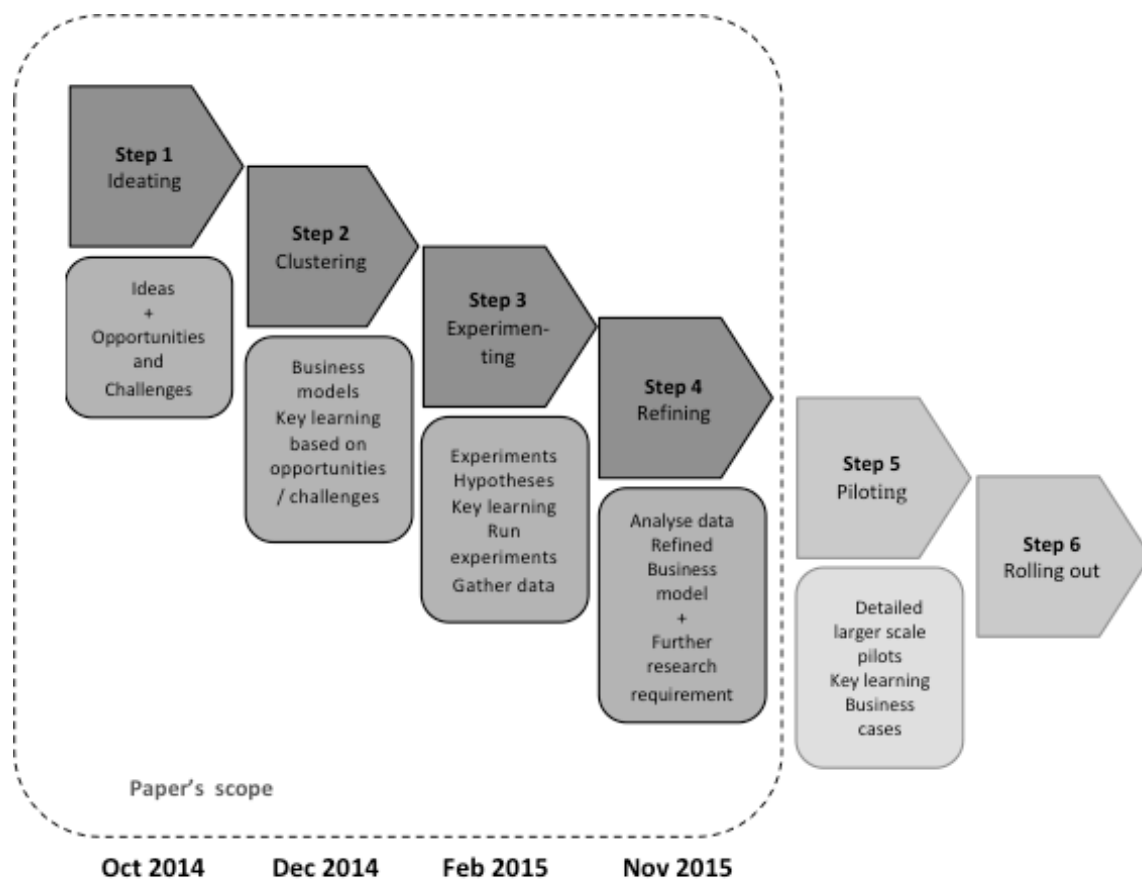 Step 1
Ideating
Ideas
+
Opportunities
and
Challenges
Step 2
Clustering
Business
models
Key learning
based on
opportunities
/ challenges
Step 3
Experimen-
ting
Experiments
Hypotheses
Key learning
Run
experiments
Gather data
Step 4
Refining
Analyse data
Refined
Business
model
+
Further
research
requirement
Step 5
Piloting
Detailed
larger scale
pilots
Key learning
Business
cases
Step 6
Rolling out
Paper's scope
Oct 2014
Dec 2014
Feb 2015
Nov 2015